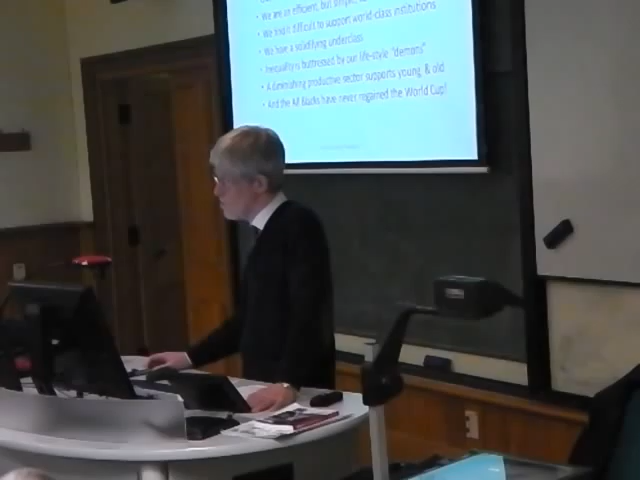 • We are an efficient, but
• We find it difficult to support world-class institutions
• We have a solidifying underclass
• Inequality is buttressed by our life-style "demons"
• A diminishing productive sector supports young & old
• And the All Blacks have never regained the World Cup!